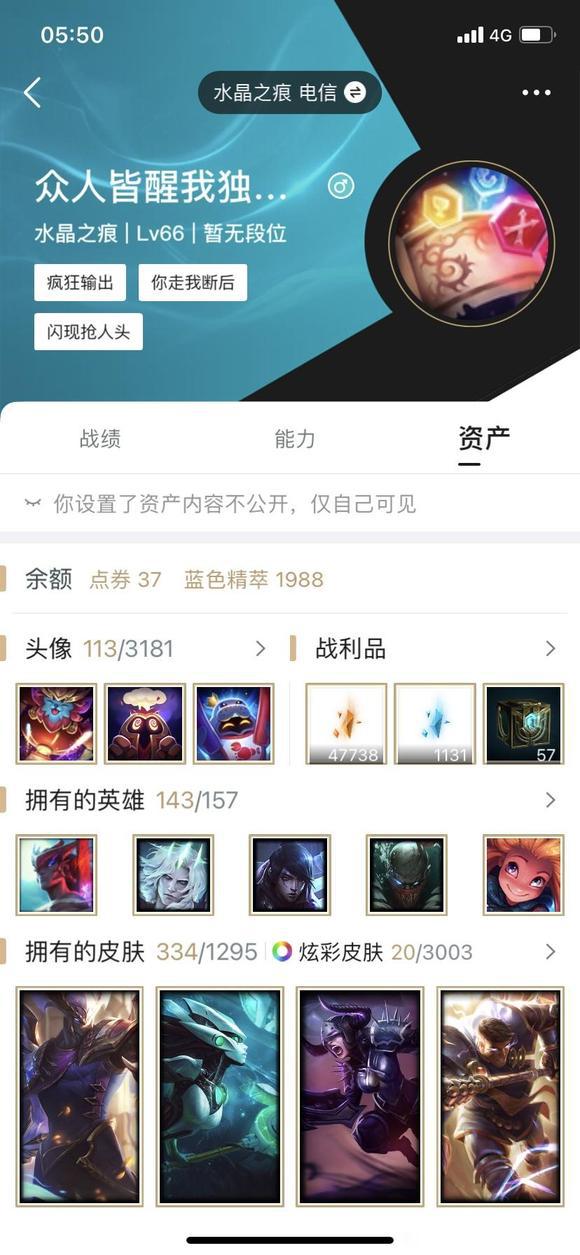 05:50 4G
水晶之痕 电信
众人皆醒我独...
水晶之痕 | Lv66 | 暂无段位
疯狂输出 你走我断后
闪现抢人头
战绩 能力 资产
你设置了资产内容不公开，仅自己可见
余额 点券 37 蓝色精萃 1988
头像 113/3181 战利品
47738 1131 57
拥有的英雄 143/157
拥有的皮肤 334/1295 炫彩皮肤 20/3003